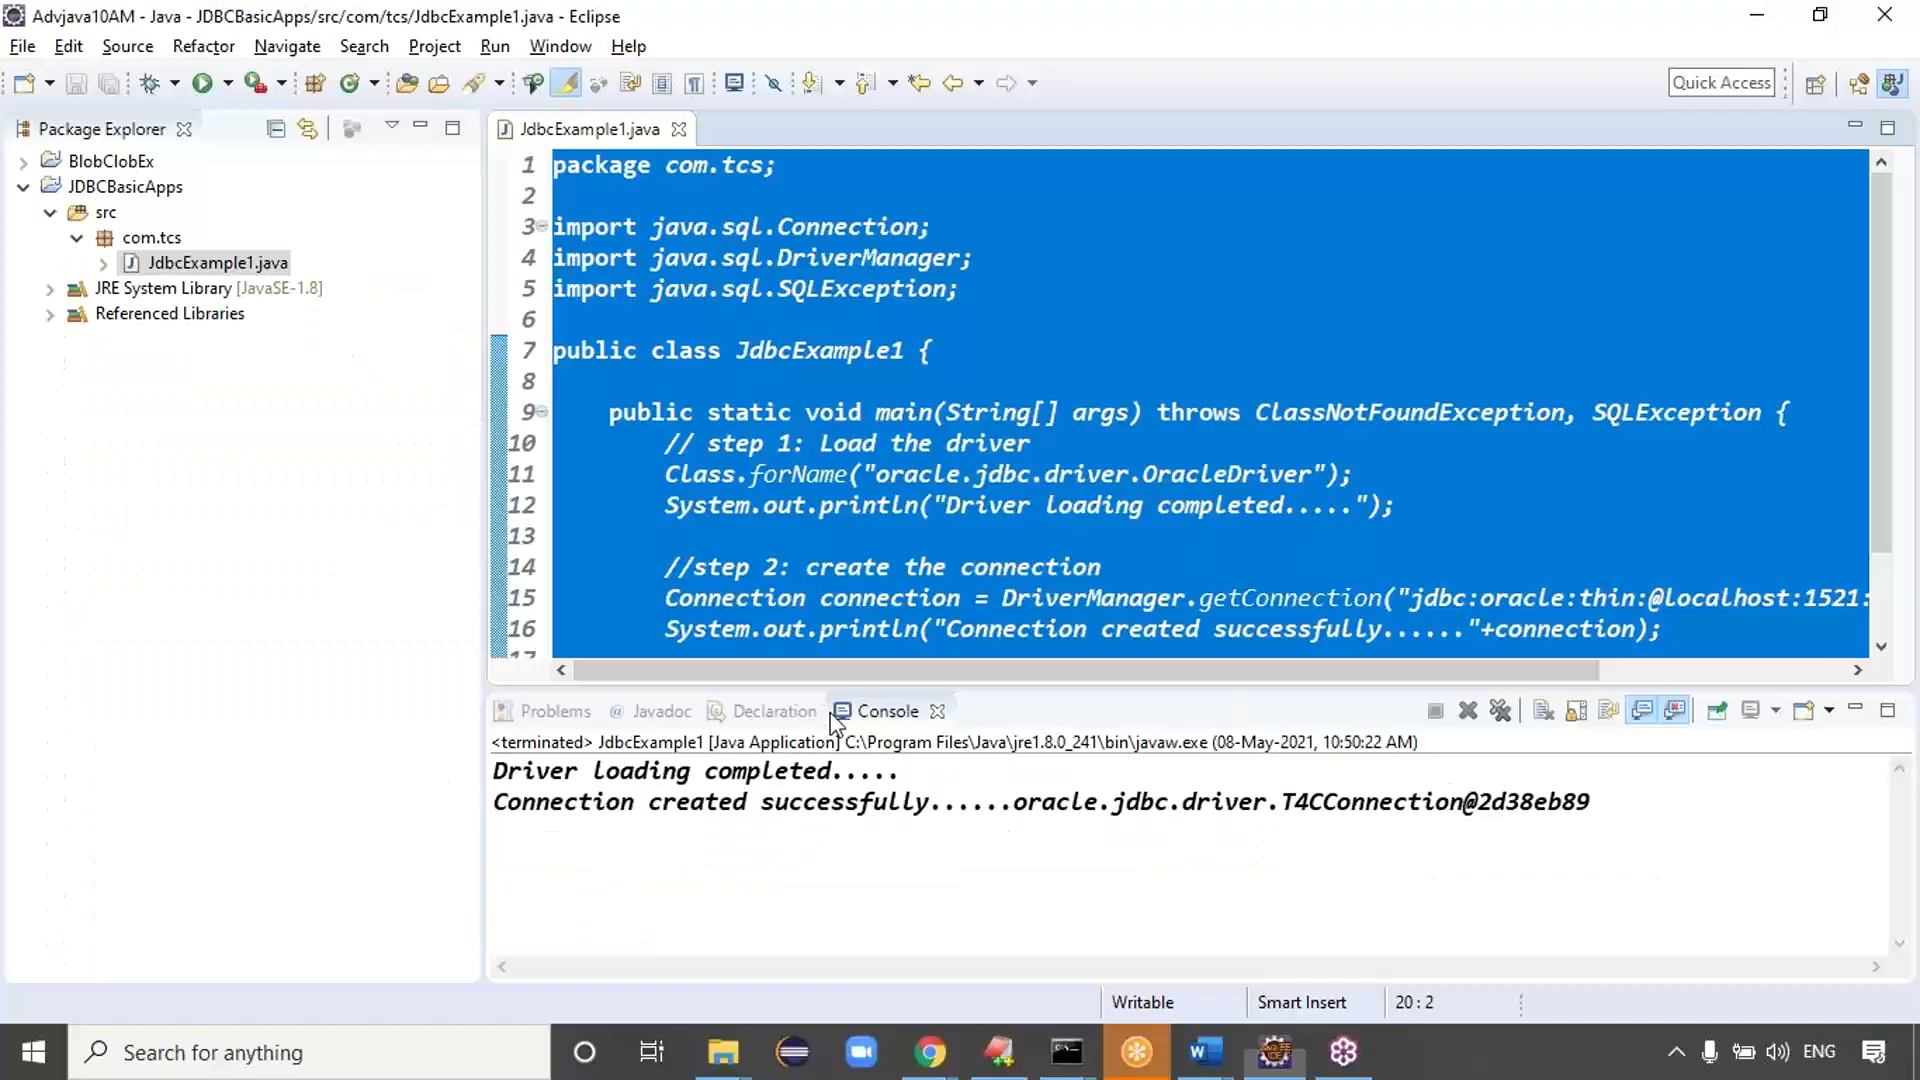 Advjava10AM - Java - JDBCBasicApps/src/com/tcs/JdbcExample1.java - Eclipse
File Edit Source Refactor Navigate Search Project Run Window Help
Quick Access
Package Explorer
BlobClobEx
JDBCBasicApps
src
com.tcs
JdbcExample1.java
JRE System Library [JavaSE-1.8]
Referenced Libraries
JdbcExample1.java
1 package com.tcs;
2
3 import java.sql.Connection;
4 import java.sql.DriverManager;
5 import java.sql.SQLException;
6
7 public class JdbcExample1 {
8
9 public static void main(String[] args) throws ClassNotFoundException, SQLException {
10 // step 1: Load the driver
11 Class.forName("oracle.jdbc.driver.OracleDriver");
12 System.out.println("Driver loading completed.....");
13
14 //step 2: create the connection
15 Connection connection = DriverManager.getConnection("jdbc:oracle:thin:@localhost:1521:
16 System.out.println("Connection created successfully......"+connection);
17
Problems @ Javadoc Declaration Console
<terminated> JdbcExample1 [Java Application] C:\Program Files\Java\jre1.8.0_241\bin\javaw.exe (08-May-2021, 10:50:22 AM)
Driver loading completed.....
Connection created successfully......oracle.jdbc.driver.T4CConnection@2d38eb89
Writable Smart Insert 20 : 2
Search for anything
ENG